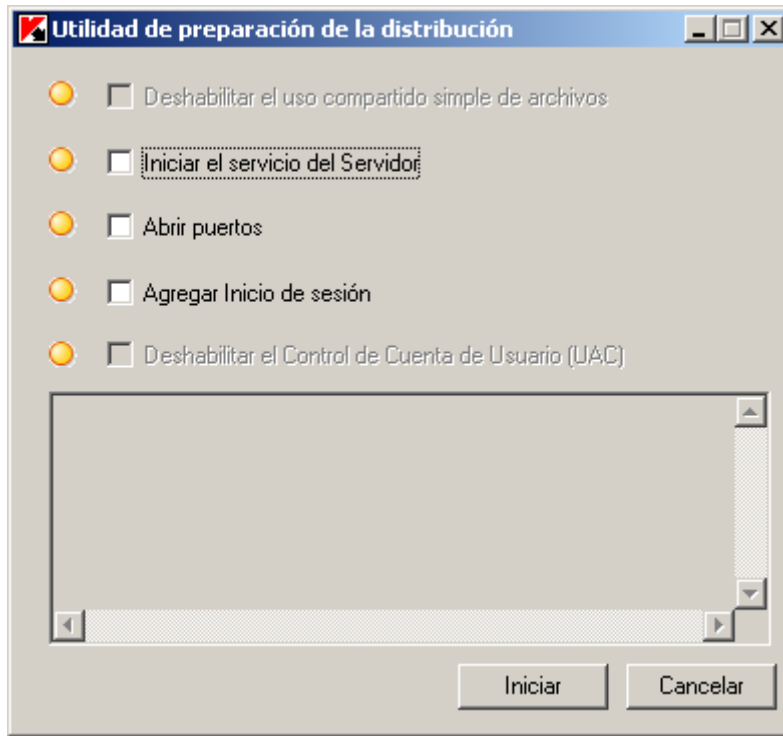 Utilidad de preparación de la distribución
Deshabilitar el uso compartido simple de archivos
Iniciar el servicio del Servidor
Abrir puertos
Agregar Inicio de sesión
Deshabilitar el Control de Cuenta de Usuario (UAC)
Iniciar Cancelar